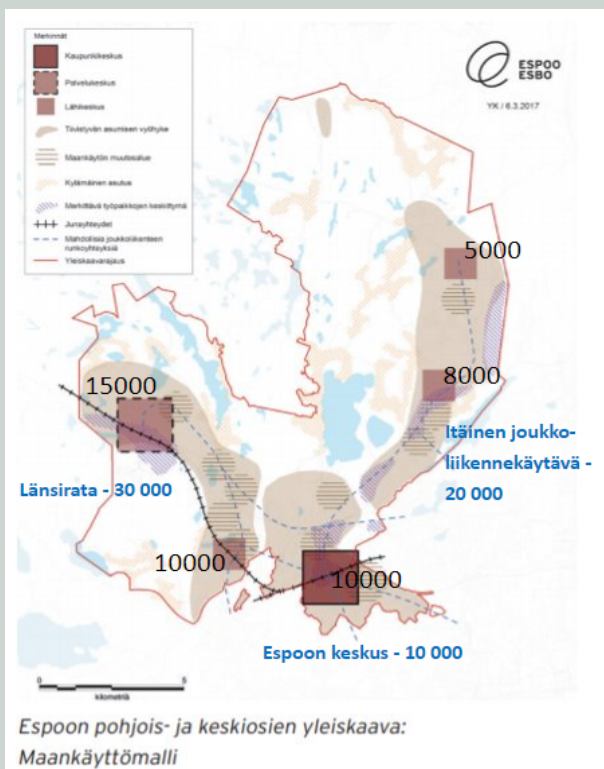 Merkinnät
Kaupunkikeskus
Palvelukeskus
Lähikeskus
Tiivistyvän asumisen vyöhyke
Maankäytön muutosalue
Kylämäinen asutus
Merkittävä työpaikkojen keskittymä
Junayhteydet
Mahdollisia joukkoliikenteen
runkoyhteyksiä
Yleiskaavarajaus
ESPOO
ESBO
YK / 6.3.2017
5000
8000
15000
Itäinen joukko-
liikennekäytävä -
20 000
Länsirata - 30 000
10000
10000
Espoon keskus - 10 000
0
5
kilometriä
Espoon pohjois- ja keskiosien yleiskaava:
Maankäyttömalli